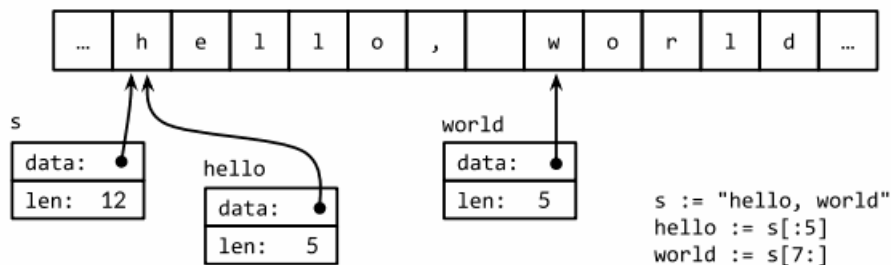 … h e l l o , w o r l d …
s
data:
len: 12
hello
data:
len: 5
world
data:
len: 5
s := "hello, world"
hello := s[:5]
world := s[7:]